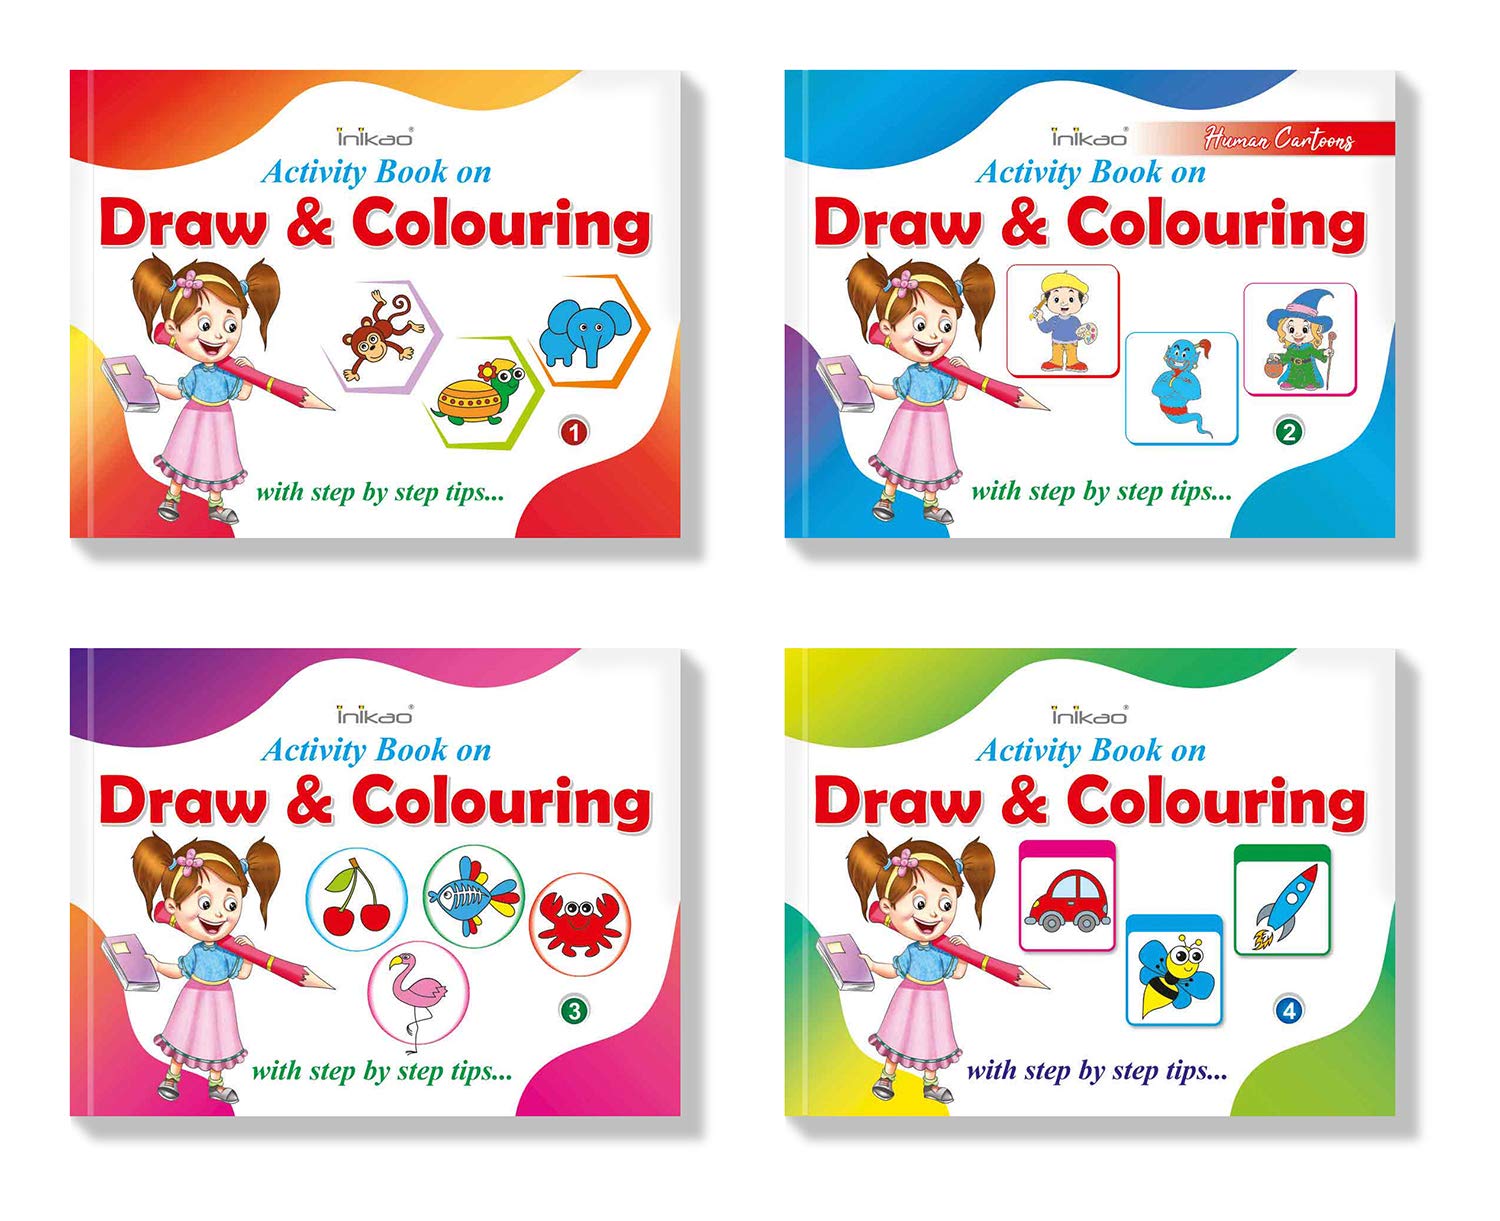 inikao®
Activity Book on
Draw & Colouring
1
with step by step tips...
inikao®
Human Cartoons
Activity Book on
Draw & Colouring
2
with step by step tips...
inikao®
Activity Book on
Draw & Colouring
3
with step by step tips...
inikao®
Activity Book on
Draw & Colouring
4
with step by step tips...